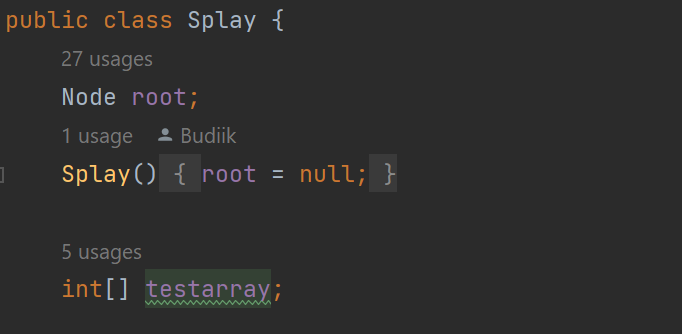 public class Splay {
27 usages
Node root;
1 usage Budiik
Splay() { root = null; }
5 usages
int[] testarray;